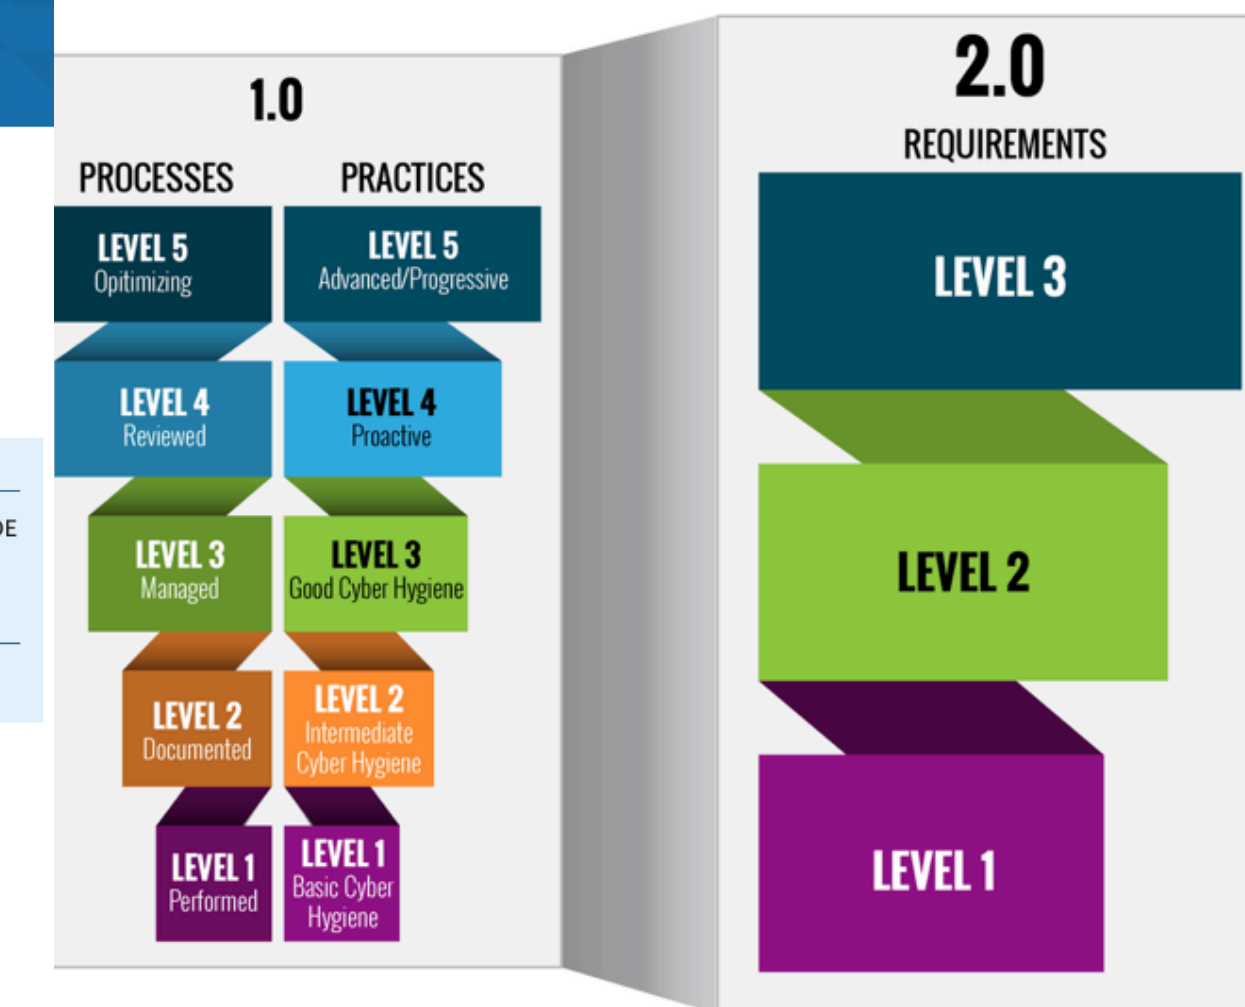 1.0
PROCESSES
PRACTICES
LEVEL 5
Opitimizing
LEVEL 5
Advanced/Progressive
LEVEL 4
Reviewed
LEVEL 4
Proactive
LEVEL 3
Managed
LEVEL 3
Good Cyber Hygiene
LEVEL 2
Documented
LEVEL 2
Intermediate
Cyber Hygiene
LEVEL 1
Performed
LEVEL 1
Basic Cyber
Hygiene
2.0
REQUIREMENTS
LEVEL 3
LEVEL 2
LEVEL 1